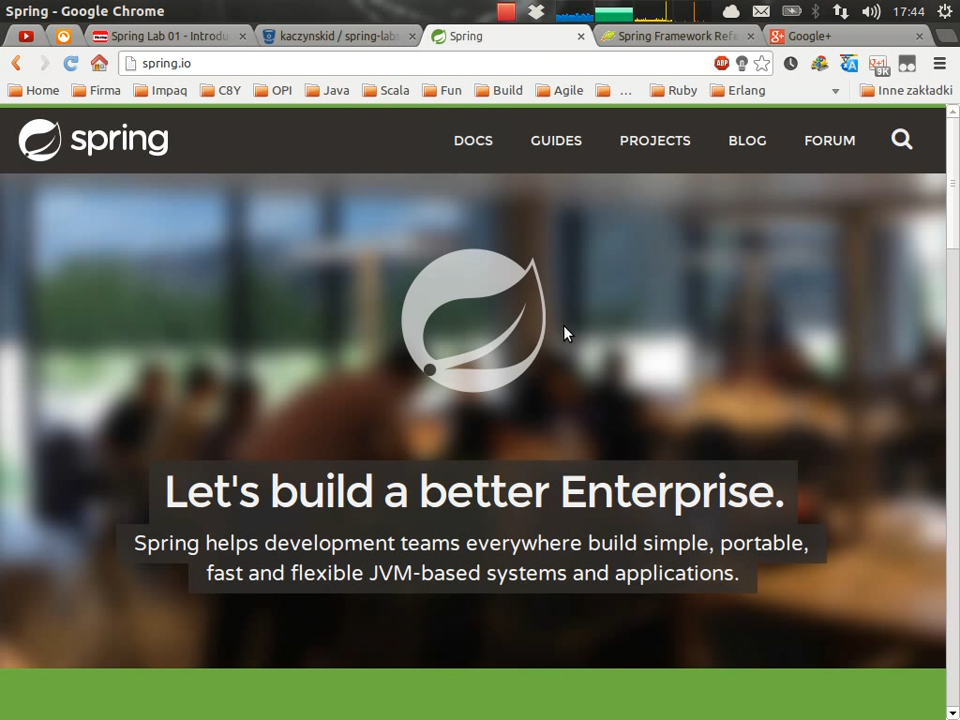 Spring - Google Chrome
17:44
Spring Lab 01 - Introdu
kaczynskid / spring-lab
Spring
Spring Framework Refe
Google+
spring.io
ABP
9K
Home
Firma
Impaq
C8Y
OPI
Java
Scala
Fun
Build
Agile
...
Ruby
Erlang
Inne zakładki
spring
DOCS
GUIDES
PROJECTS
BLOG
FORUM
Let's build a better Enterprise.
Spring helps development teams everywhere build simple, portable,
fast and flexible JVM-based systems and applications.